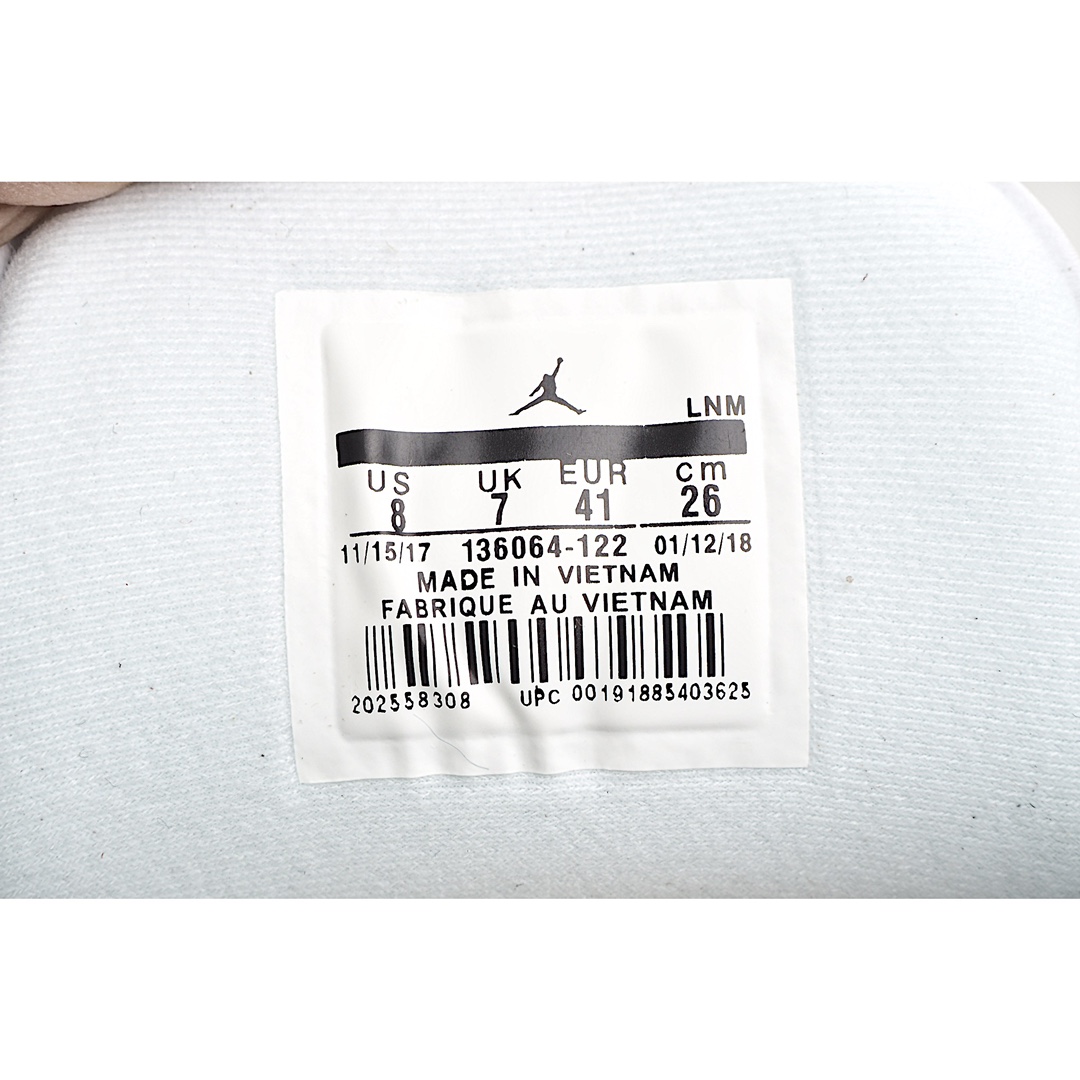 LNM
US UK EUR cm
8 7 41 26
11/15/17 136064-122 01/12/18
MADE IN VIETNAM
FABRIQUE AU VIETNAM
202558308 UPC 00191885403625